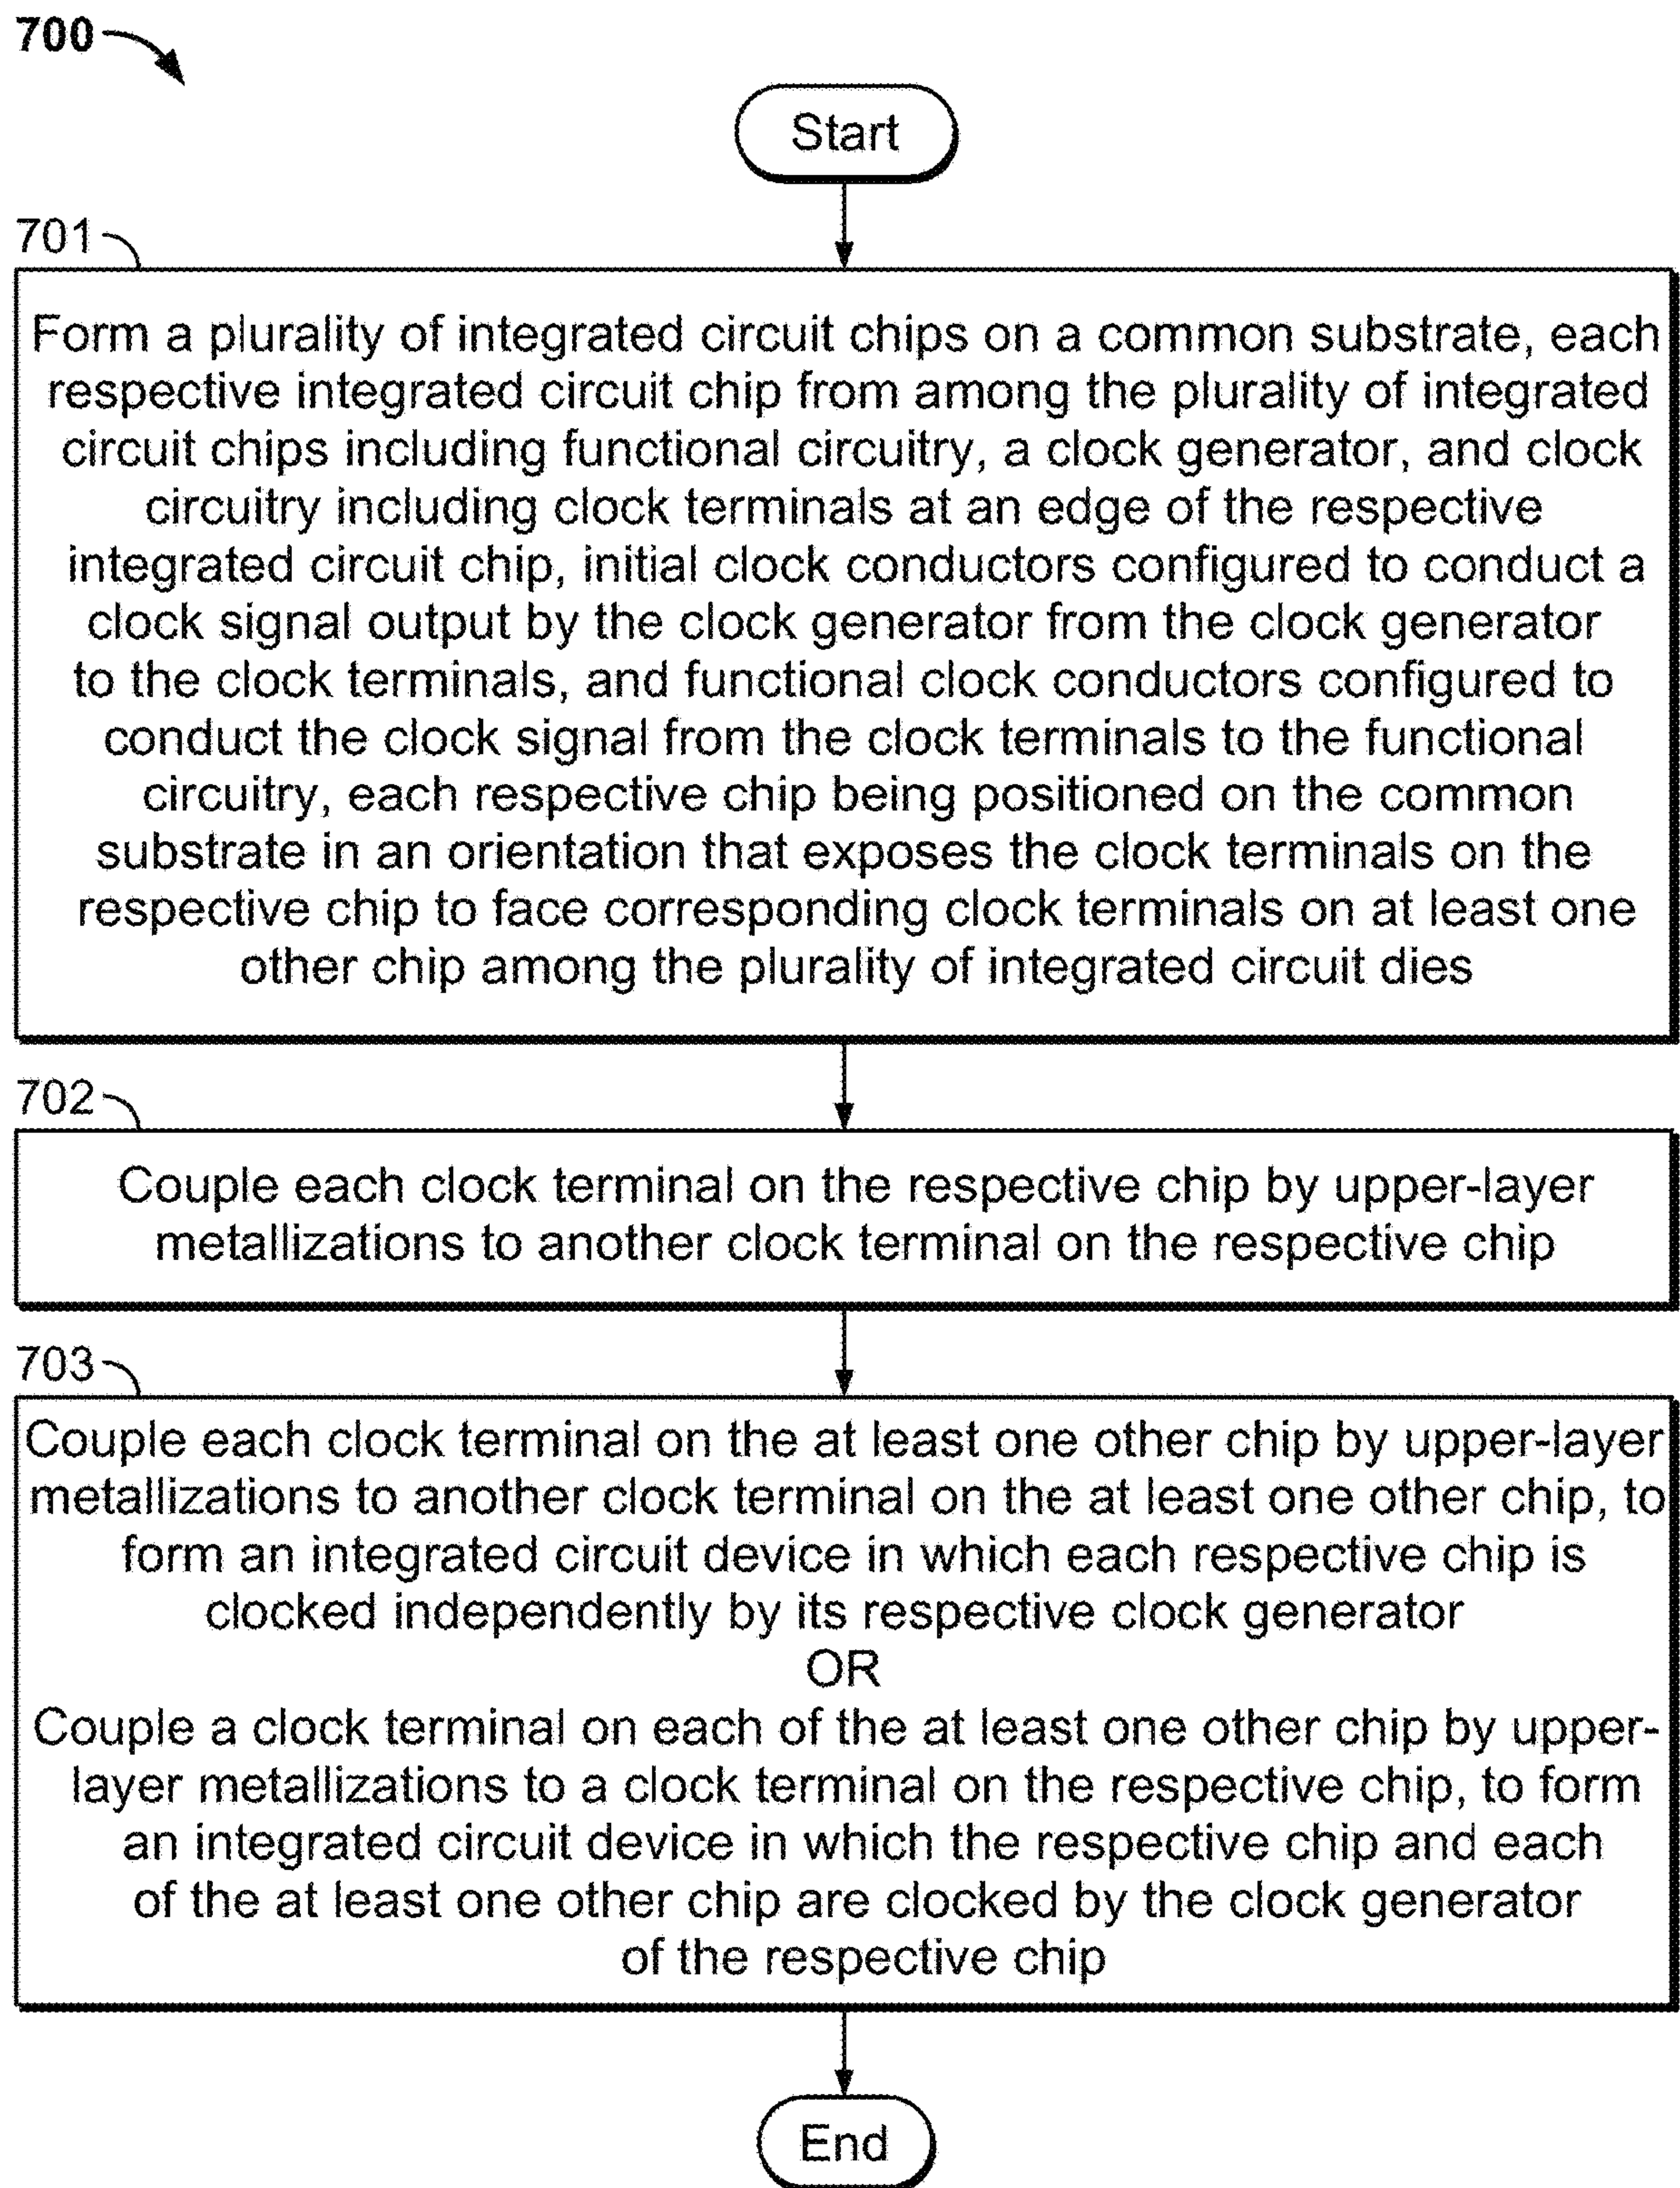 700
Start
701
Form a plurality of integrated circuit chips on a common substrate, each
respective integrated circuit chip from among the plurality of integrated
circuit chips including functional circuitry, a clock generator, and clock
circuitry including clock terminals at an edge of the respective
integrated circuit chip, initial clock conductors configured to conduct a
clock signal output by the clock generator from the clock generator
to the clock terminals, and functional clock conductors configured to
conduct the clock signal from the clock terminals to the functional
circuitry, each respective chip being positioned on the common
substrate in an orientation that exposes the clock terminals on the
respective chip to face corresponding clock terminals on at least one
other chip among the plurality of integrated circuit dies
702
Couple each clock terminal on the respective chip by upper-layer
metallizations to another clock terminal on the respective chip
703
Couple each clock terminal on the at least one other chip by upper-layer
metallizations to another clock terminal on the at least one other chip, to
form an integrated circuit device in which each respective chip is
clocked independently by its respective clock generator
OR
Couple a clock terminal on each of the at least one other chip by upper-
layer metallizations to a clock terminal on the respective chip, to form
an integrated circuit device in which the respective chip and each
of the at least one other chip are clocked by the clock generator
of the respective chip
End